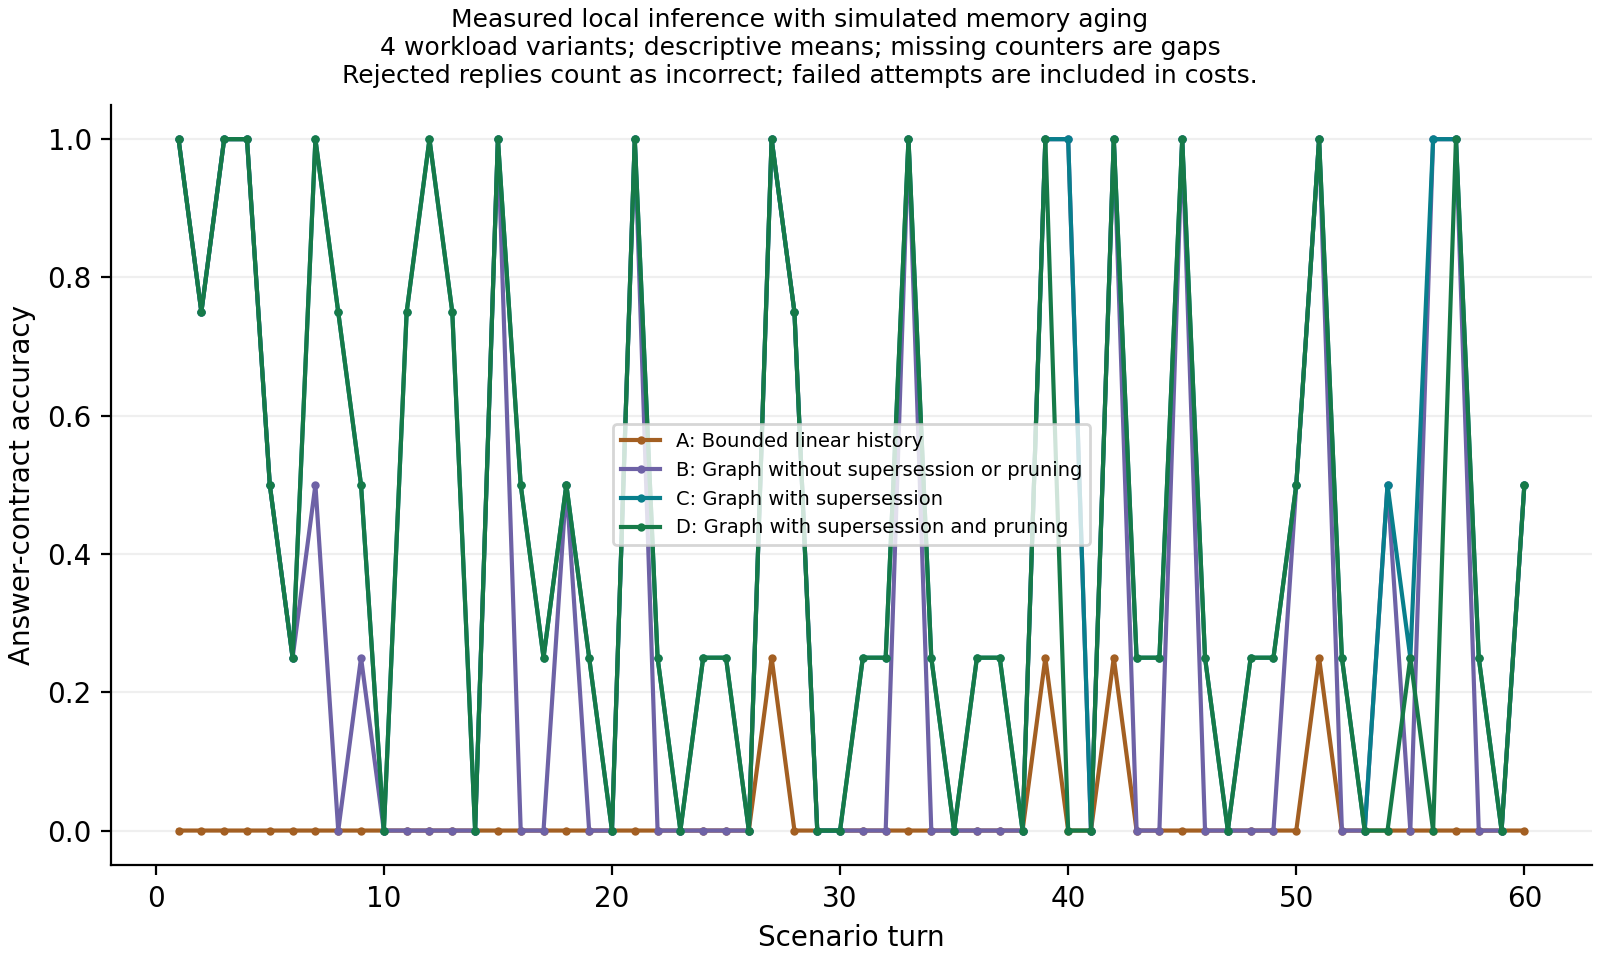 Measured local inference with simulated memory aging
4 workload variants; descriptive means; missing counters are gaps
Rejected replies count as incorrect; failed attempts are included in costs.
Answer-contract accuracy
1.0
0.8
0.6
0.4
0.2
0.0
A: Bounded linear history
B: Graph without supersession or pruning
C: Graph with supersession
D: Graph with supersession and pruning
0 10 20 30 40 50 60
Scenario turn